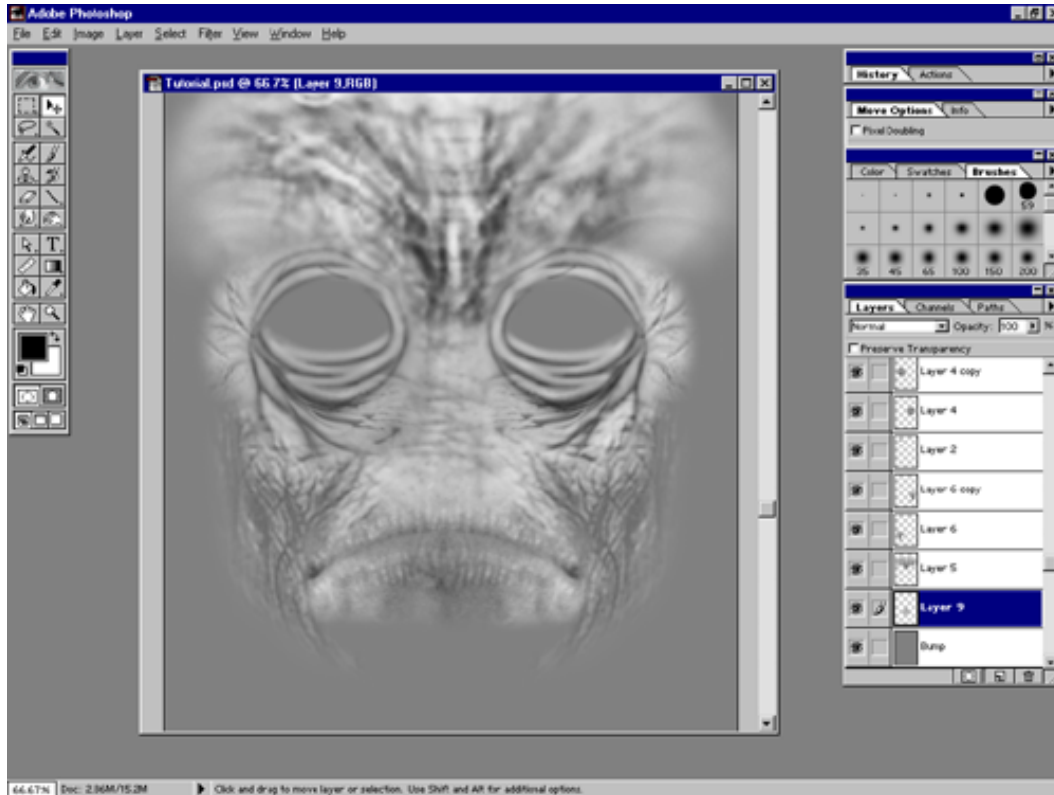 Adobe Photoshop
File Edit Image Layer Select Filter View Window Help
Tutorial.psd @ 66.7% (Layer 9,RGB)
History Actions
Move Options Info
Pixel Doubling
Color Swatches Brushes
59
35 45 65 100 150 200
Layers Channels Paths
Normal Opacity: 100 %
Preserve Transparency
Layer 4 copy
Layer 4
Layer 2
Layer 6 copy
Layer 6
Layer 5
Layer 9
Bump
66.67% Doc: 2.86M/15.2M Click and drag to move layer or selection. Use Shift and Alt for additional options.